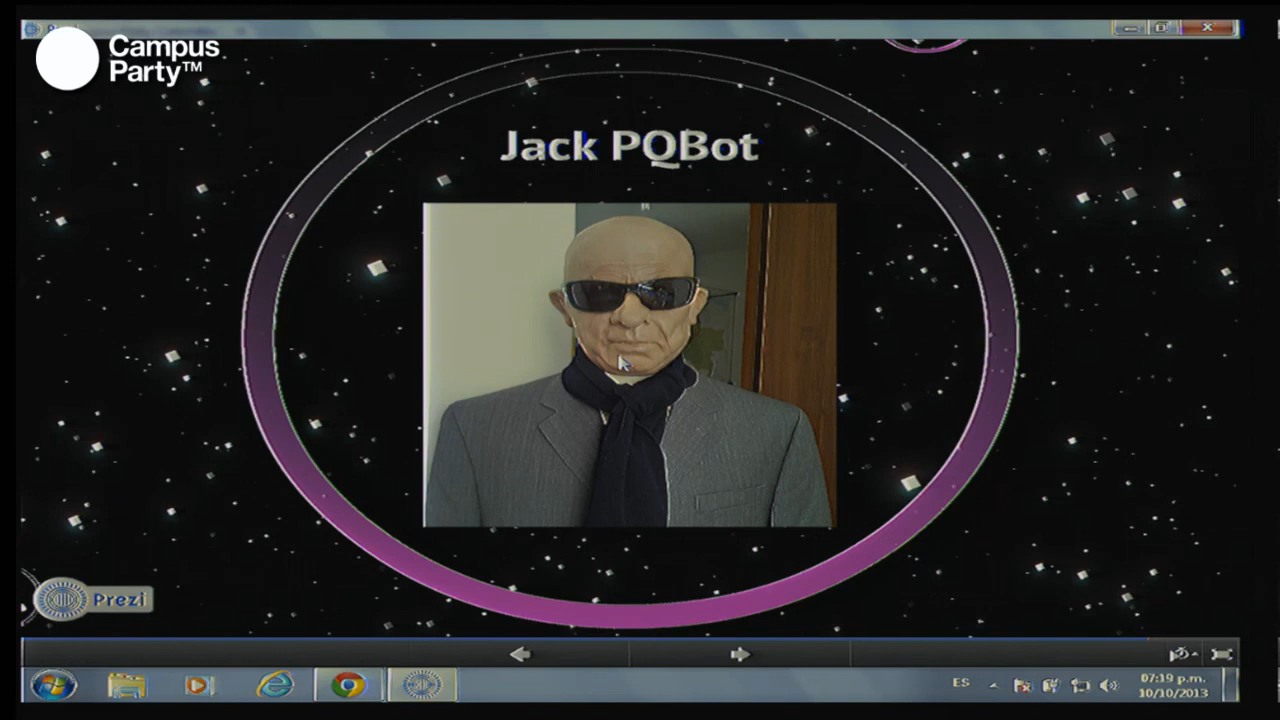 Campus
Party™
Jack PQBot
Prezi
ES
07:19 p.m.
10/10/2013